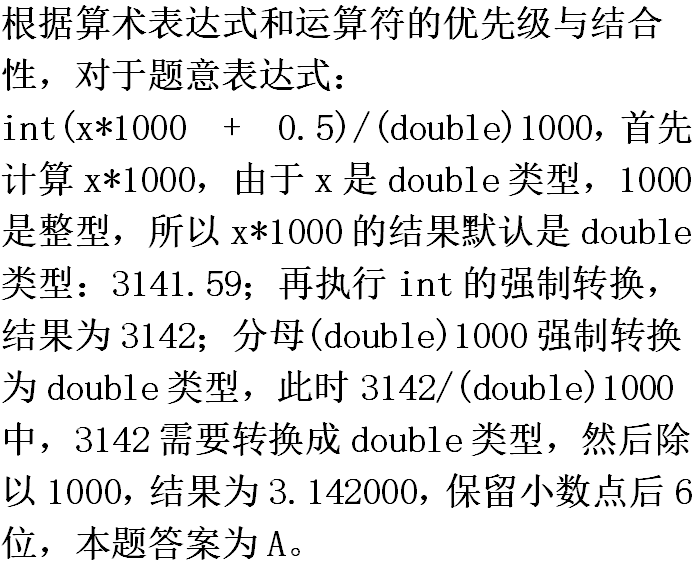 根据算术表达式和运算符的优先级与结合
性，对于题意表达式：
int(x*1000 + 0.5)/(double)1000，首先
计算 x*1000，由于 x 是 double 类型，1000
是整型，所以 x*1000 的结果默认是 double
类型：3141.59；再执行 int 的强制转换，
结果为 3142；分母(double)1000 强制转换
为 double 类型，此时 3142/(double)1000
中，3142 需要转换成 double 类型，然后除
以 1000，结果为 3.142000，保留小数点后 6
位，本题答案为 A。